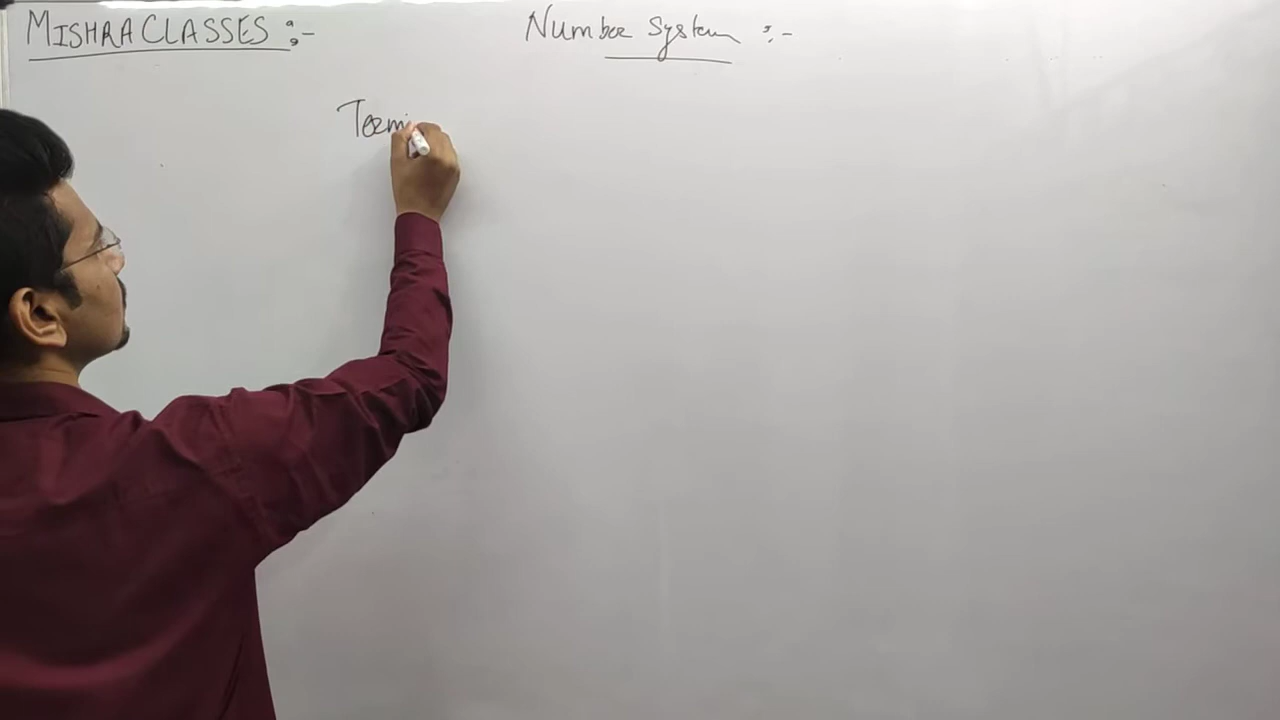 MISHRA CLASSES :-
Number System :-
Termi